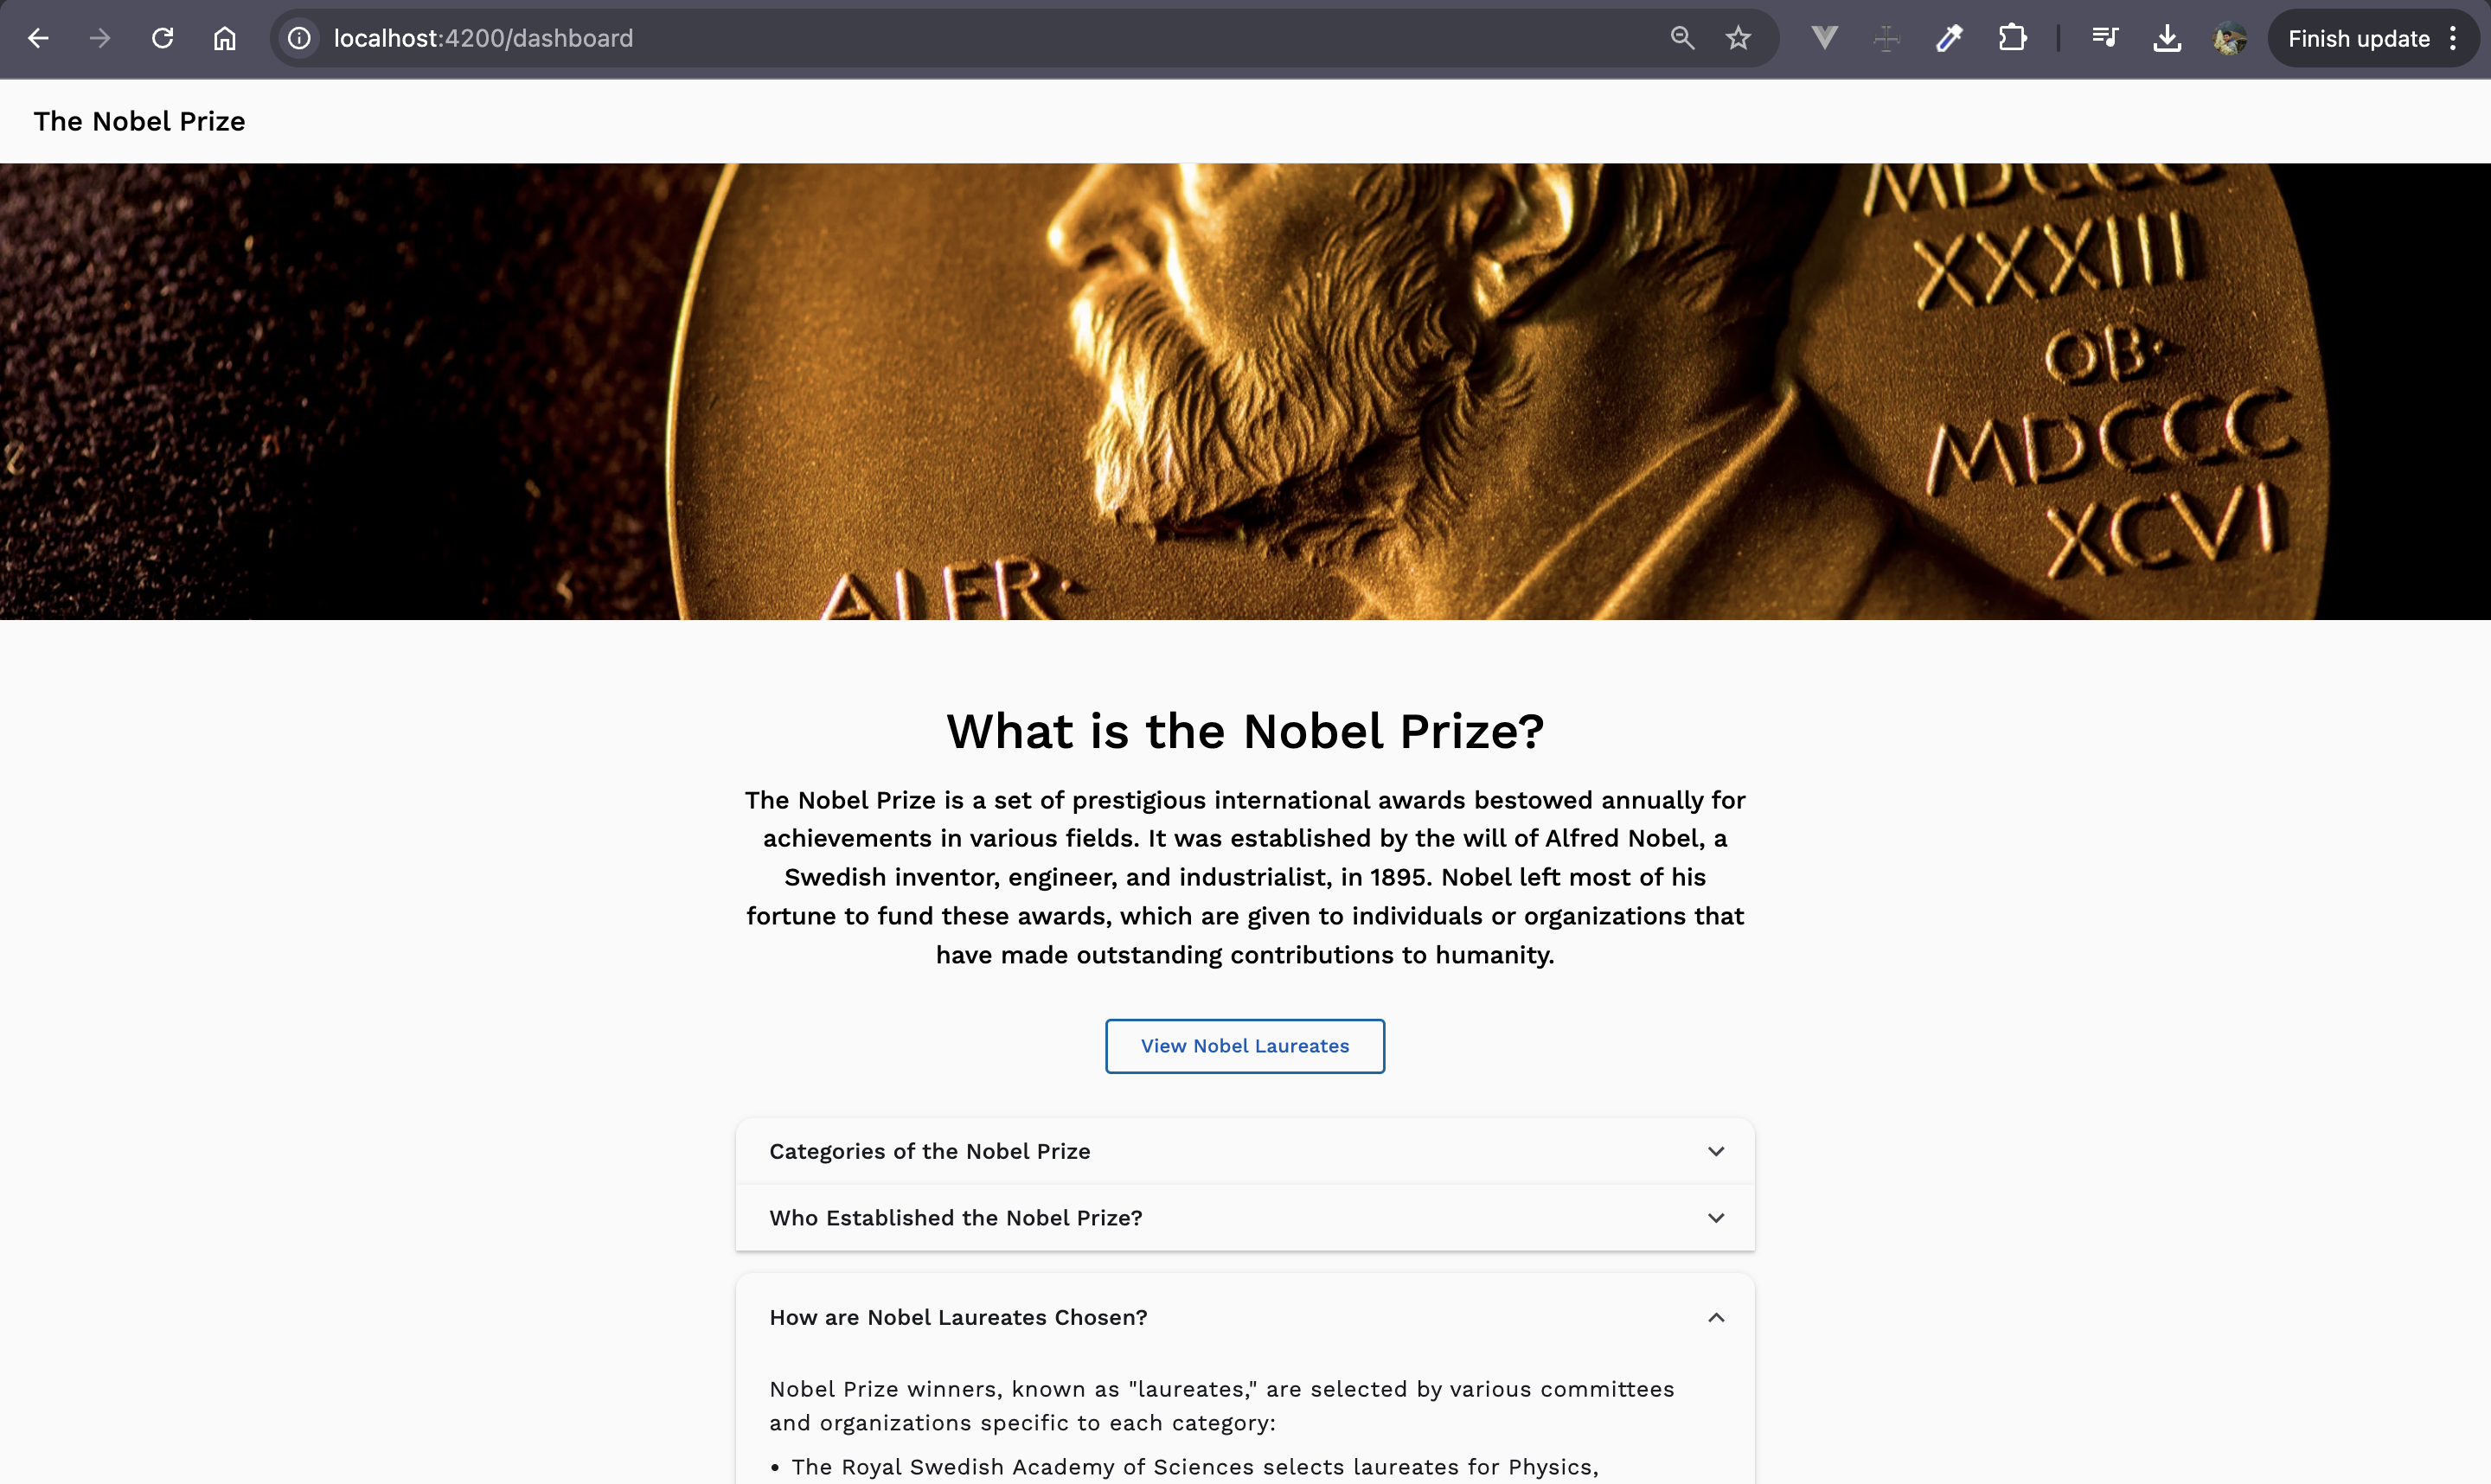 localhost:4200/dashboard
Finish update
The Nobel Prize
MDCCC
XXXIII
OB·
MDCCC
XCVI
ALFR·
What is the Nobel Prize?
The Nobel Prize is a set of prestigious international awards bestowed annually for
achievements in various fields. It was established by the will of Alfred Nobel, a
Swedish inventor, engineer, and industrialist, in 1895. Nobel left most of his
fortune to fund these awards, which are given to individuals or organizations that
have made outstanding contributions to humanity.
View Nobel Laureates
Categories of the Nobel Prize
Who Established the Nobel Prize?
How are Nobel Laureates Chosen?
Nobel Prize winners, known as "laureates," are selected by various committees
and organizations specific to each category:
• The Royal Swedish Academy of Sciences selects laureates for Physics,